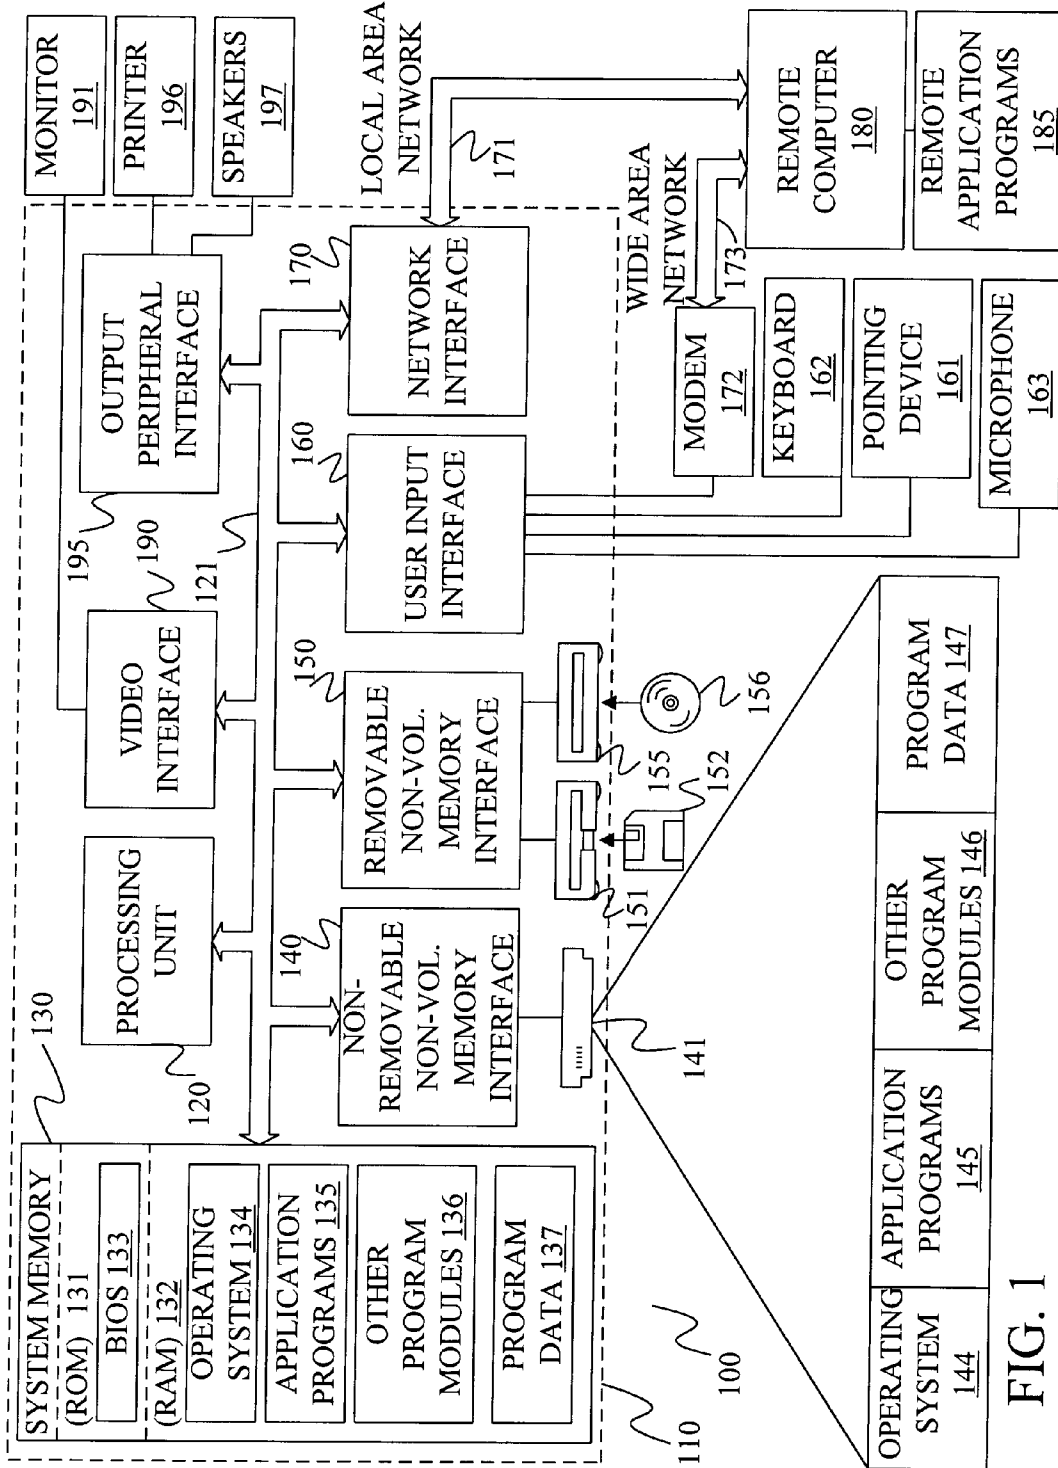 SYSTEM MEMORY
(ROM) 131
BIOS 133
(RAM) 132
OPERATING
SYSTEM 134
APPLICATION
PROGRAMS 135
OTHER
PROGRAM
MODULES 136
PROGRAM
DATA 137
130
PROCESSING
UNIT
120
VIDEO
INTERFACE
190
121
OUTPUT
PERIPHERAL
INTERFACE
195
MONITOR
191
PRINTER
196
SPEAKERS
197
NON-
REMOVABLE
NON-VOL.
MEMORY
INTERFACE
140
REMOVABLE
NON-VOL.
MEMORY
INTERFACE
150
USER INPUT
INTERFACE
160
NETWORK
INTERFACE
170
LOCAL AREA
NETWORK
171
WIDE AREA
NETWORK
173
MODEM
172
KEYBOARD
162
POINTING
DEVICE
161
MICROPHONE
163
REMOTE
COMPUTER
180
REMOTE
APPLICATION
PROGRAMS
185
141
151
152
155
156
110
100
OPERATING
SYSTEM
144
APPLICATION
PROGRAMS
145
OTHER
PROGRAM
MODULES 146
PROGRAM
DATA 147
FIG. 1